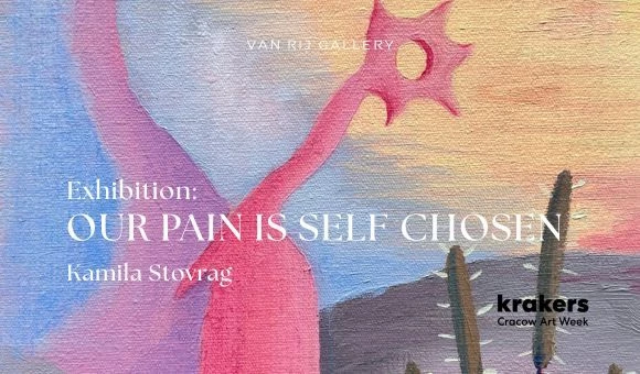 VAN RIJ GALLERY
Exhibition:
OUR PAIN IS SELF CHOSEN
Kamila Stovrag
krakers
Cracow Art Week